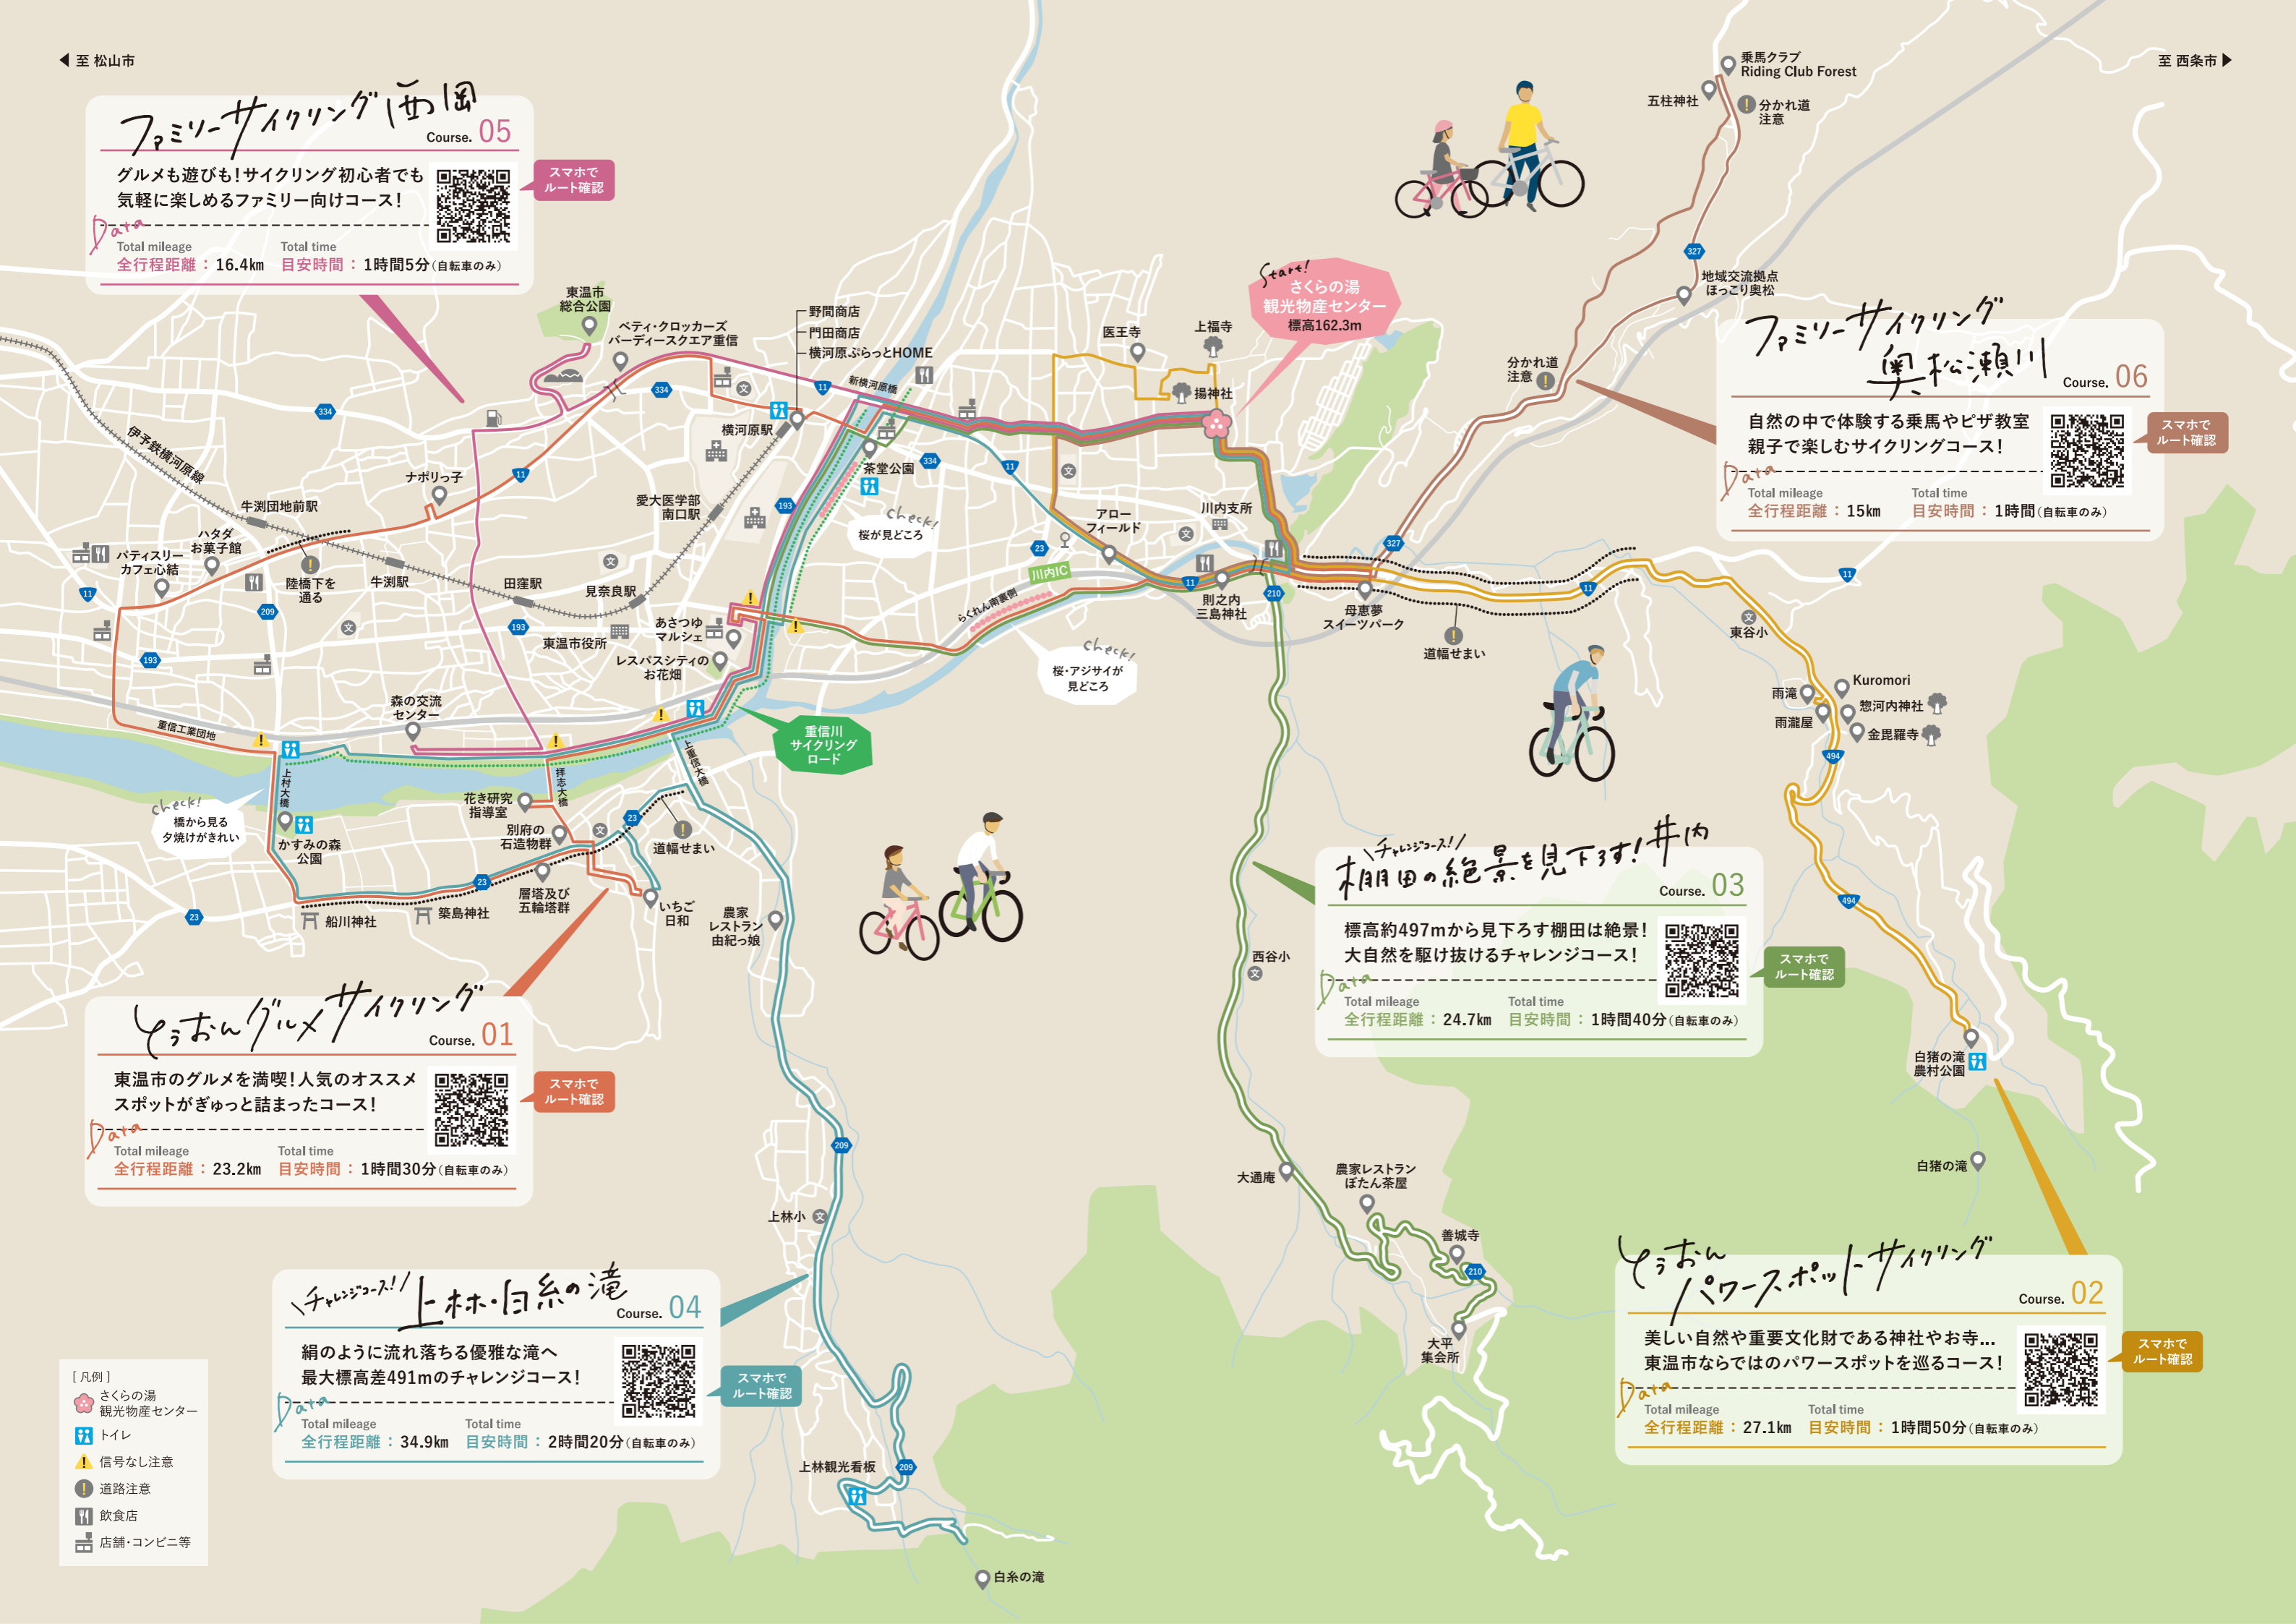 至 松山市
至 西条市
ファミリーサイクリング西岡
Course. 05
グルメも遊びも！サイクリング初心者でも
気軽に楽しめるファミリー向けコース！
Data
Total mileage
全行程距離：16.4km
Total time
目安時間：1時間5分（自転車のみ）
スマホで
ルート確認
乗馬クラブ
Riding Club Forest
五柱神社
分かれ道
注意
327
地域交流拠点
ほっこり奥松
分かれ道
注意
ファミリーサイクリング
奥松瀬川
Course. 06
自然の中で体験する乗馬やピザ教室
親子で楽しむサイクリングコース！
Data
Total mileage
全行程距離：15km
Total time
目安時間：1時間（自転車のみ）
スマホで
ルート確認
Start!
さくらの湯
観光物産センター
標高162.3m
東温市
総合公園
ベティ・クロッカーズ
バーディースクエア重信
野間商店
門田商店
横河原ぷらっとHOME
新横河原橋
11
334
334
文
横河原駅
医王寺
上福寺
揚神社
伊予鉄横河原線
ナポリっ子
11
茶堂公園
334
11
文
愛大医学部
南口駅
193
check!
桜が見どころ
牛渕団地前駅
ハタダ
お菓子館
パティスリー
カフェ心結
11
陸橋下を
通る
牛渕駅
209
田窪駅
193
文
見奈良駅
文
東温市役所
あさつゆ
マルシェ
レスパスシティの
お花畑
アロー
フィールド
23
川内IC
川内支所
文
11
則之内
三島神社
210
327
母恵夢
スイーツパーク
らくれん南裏側
check!
桜・アジサイが
見どころ
道幅せまい
11
11
文
東谷小
雨滝
雨瀧屋
Kuromori
惣河内神社
金毘羅寺
494
494
193
重信工業団地
森の交流
センター
重信川
サイクリング
ロード
上重信大橋
上村大橋
拝志大橋
check!
橋から見る
夕焼けがきれい
かすみの森
公園
花き研究
指導室
別府の
石造物群
文
23
道幅せまい
23
23
船川神社
築島神社
層塔及び
五輪塔群
いちご
日和
農家
レストラン
由紀っ娘
とうおんグルメサイクリング
Course. 01
東温市のグルメを満喫！人気のオススメ
スポットがぎゅっと詰まったコース！
Data
Total mileage
全行程距離：23.2km
Total time
目安時間：1時間30分（自転車のみ）
スマホで
ルート確認
チャレンジコース！
棚田の絶景を見下ろす！井内
Course. 03
標高約497mから見下ろす棚田は絶景！
大自然を駆け抜けるチャレンジコース！
Data
Total mileage
全行程距離：24.7km
Total time
目安時間：1時間40分（自転車のみ）
スマホで
ルート確認
西谷小
文
大通庵
農家レストラン
ぼたん茶屋
善城寺
210
大平
集会所
白猪の滝
農村公園
白猪の滝
209
上林小
文
チャレンジコース！
上林・白糸の滝
Course. 04
絹のように流れ落ちる優雅な滝へ
最大標高差491mのチャレンジコース！
Data
Total mileage
全行程距離：34.9km
Total time
目安時間：2時間20分（自転車のみ）
スマホで
ルート確認
上林観光看板
209
白糸の滝
とうおん
パワースポットサイクリング
Course. 02
美しい自然や重要文化財である神社やお寺…
東温市ならではのパワースポットを巡るコース！
Data
Total mileage
全行程距離：27.1km
Total time
目安時間：1時間50分（自転車のみ）
スマホで
ルート確認
［凡例］
さくらの湯
観光物産センター
トイレ
信号なし注意
道路注意
飲食店
店舗・コンビニ等